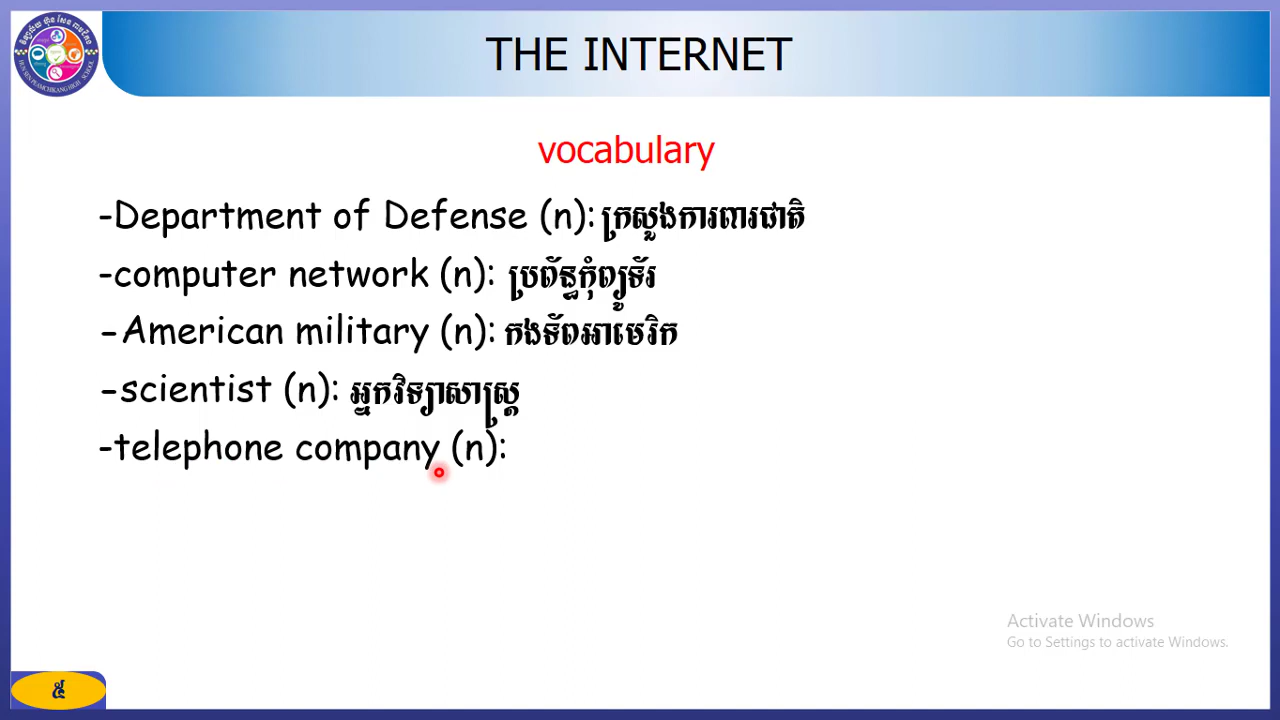 THE INTERNET
vocabulary
-Department of Defense (n): ក្រសួងការពារជាតិ
-computer network (n): ប្រព័ន្ធកុំព្យូទ័រ
-American military (n): កងទ័ពអាមេរិក
-scientist (n): អ្នកវិទ្យាសាស្ត្រ
-telephone company (n):
Activate Windows
Go to Settings to activate Windows.
៥